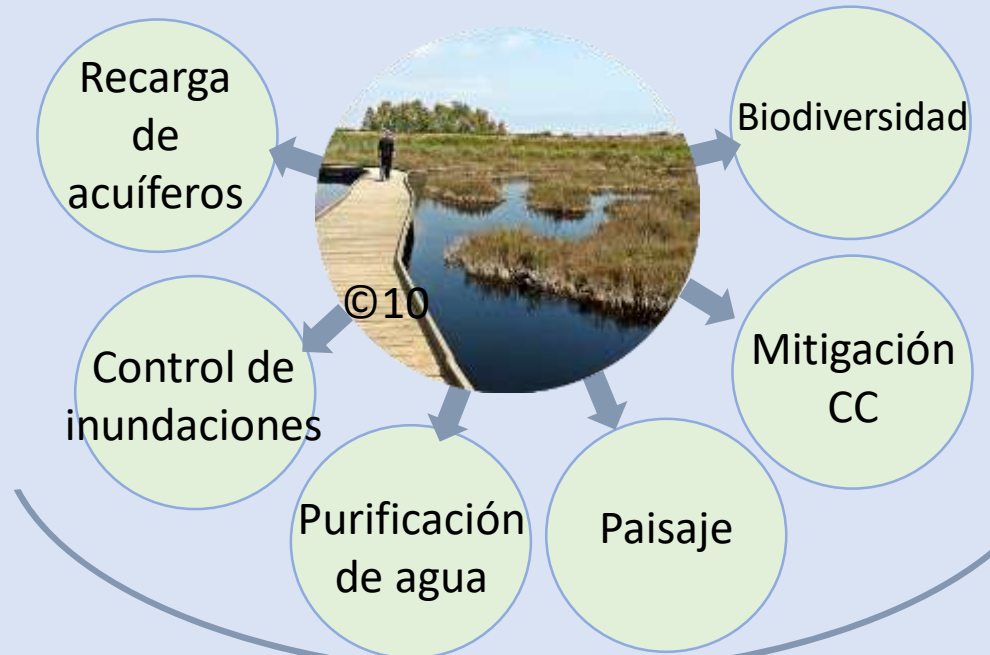 Recarga
de
acuíferos
Biodiversidad
©10
Control de
inundaciones
Mitigación
CC
Purificación
de agua
Paisaje